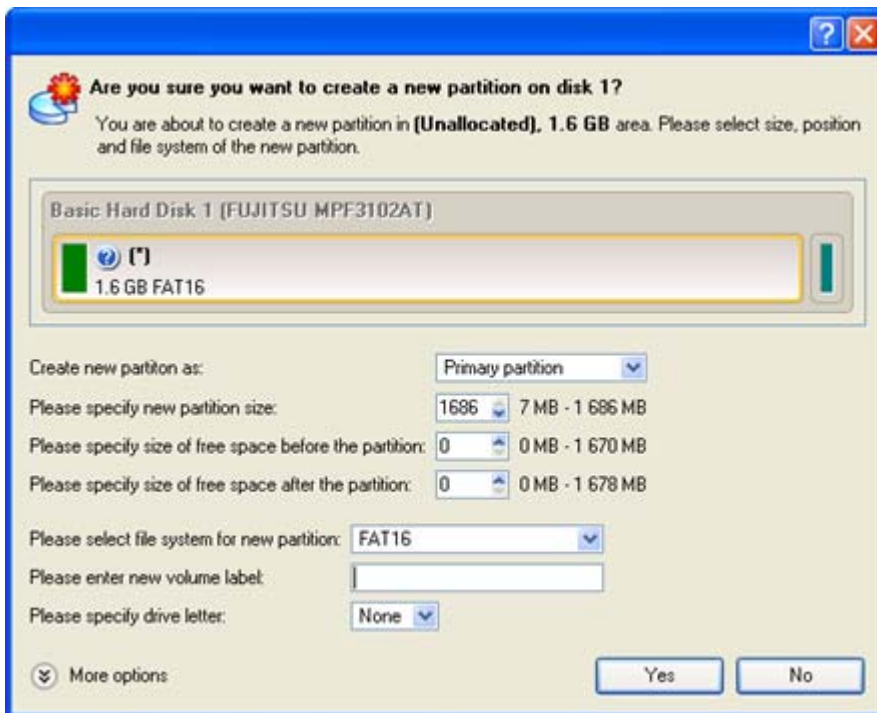 Are you sure you want to create a new partition on disk 1?
You are about to create a new partition in (Unallocated), 1.6 GB area. Please select size, position
and file system of the new partition.
Basic Hard Disk 1 (FUJITSU MPF3102AT)
(*)
1.6 GB FAT16
Create new partiton as: Primary partition
Please specify new partition size: 1686 7 MB - 1 686 MB
Please specify size of free space before the partition: 0 0 MB - 1 670 MB
Please specify size of free space after the partition: 0 0 MB - 1 678 MB
Please select file system for new partition: FAT16
Please enter new volume label:
Please specify drive letter: None
More options Yes No